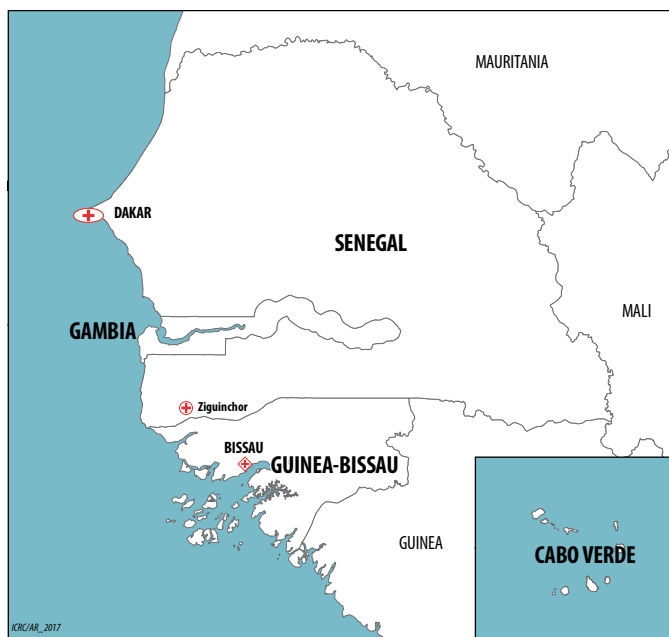 MAURITANIA
DAKAR
SENEGAL
MALI
GAMBIA
Ziguinchor
BISSAU
GUINEA-BISSAU
GUINEA
CABO VERDE
ICRC/AR_2017